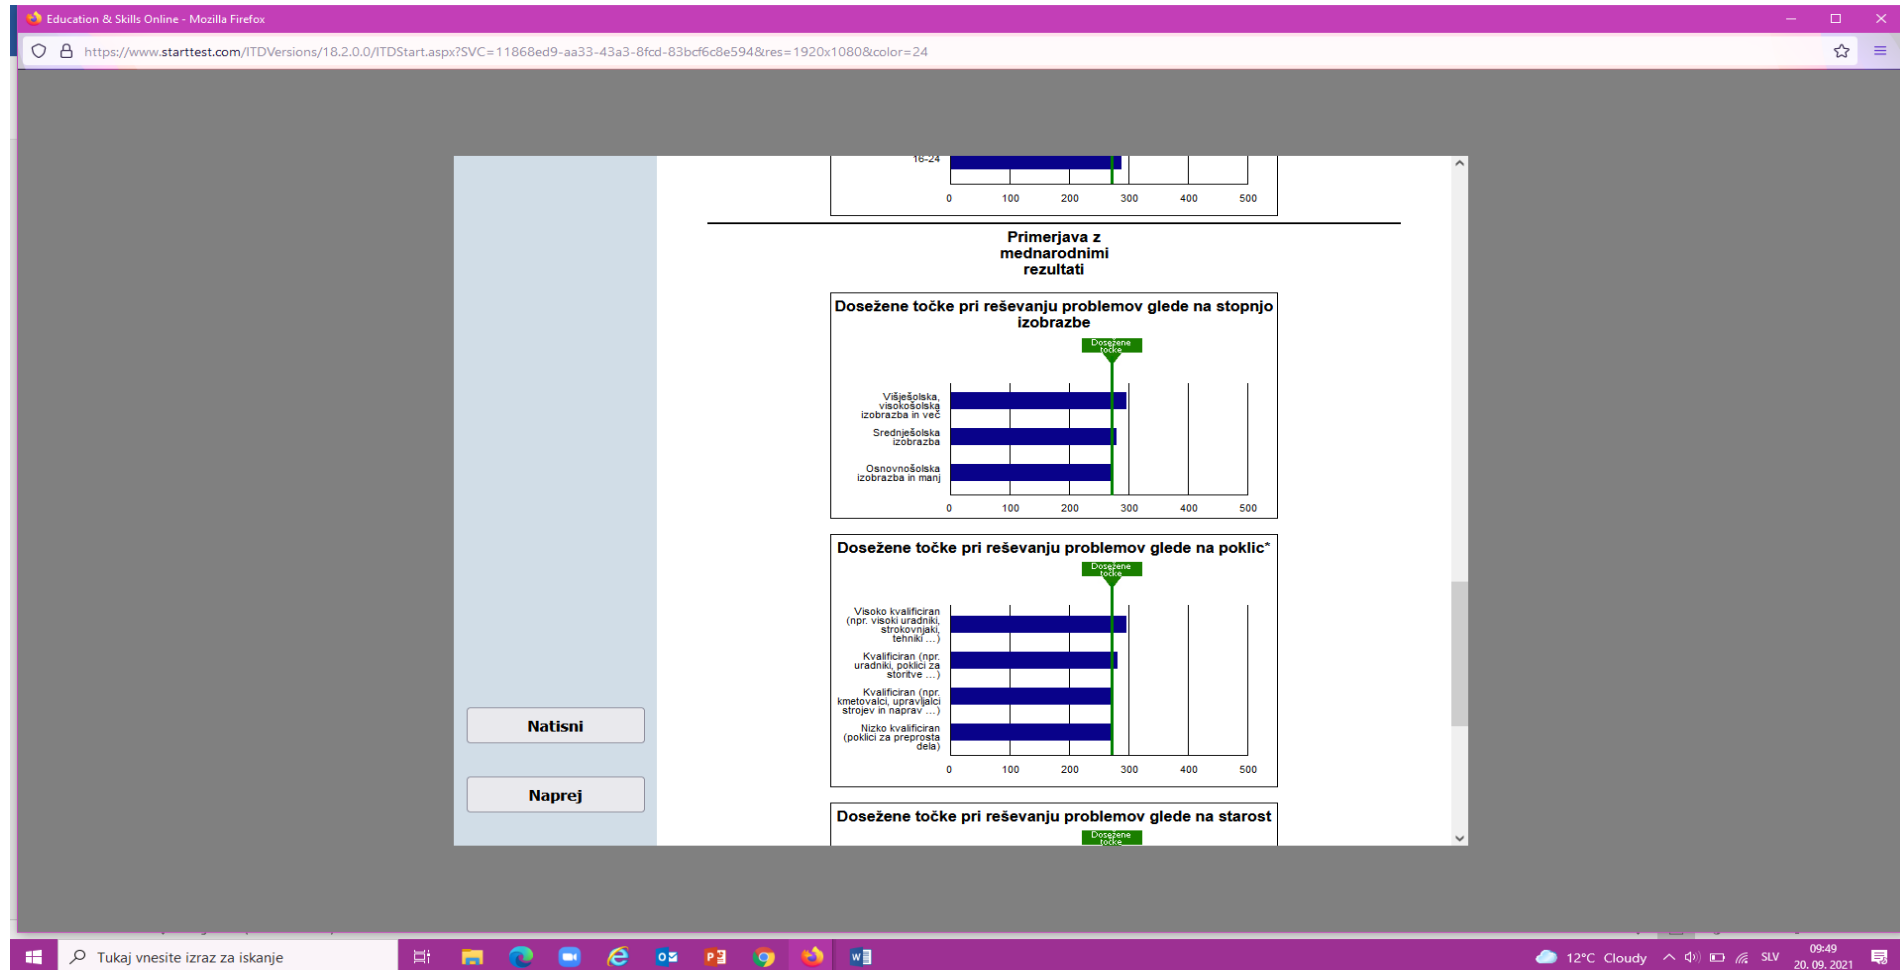 Education & Skills Online - Mozilla Firefox
https://www.starttest.com/ITDVersions/18.2.0.0/ITDStart.aspx?SVC=11868ed9-aa33-43a3-8fcd-83bcf6c8e594&res=1920x1080&color=24
16-24
0 100 200 300 400 500
Primerjava z
mednarodnimi
rezultati
Dosežene točke pri reševanju problemov glede na stopnjo
izobrazbe
Dosežene
točke
Višješolska,
visokošolska
izobrazba in več
Srednješolska
izobrazba
Osnovnošolska
izobrazba in manj
0 100 200 300 400 500
Dosežene točke pri reševanju problemov glede na poklic*
Dosežene
točke
Visoko kvalificiran
(npr. visoki uradniki,
strokovnjaki,
tehniki ...)
Kvalificiran (npr.
uradniki, poklici za
storitve ...)
Kvalificiran (npr.
kmetovalci, upravljalci
strojev in naprav ...)
Nizko kvalificiran
(poklici za preprosta
dela)
0 100 200 300 400 500
Dosežene točke pri reševanju problemov glede na starost
Dosežene
točke
Natisni
Naprej
Tukaj vnesite izraz za iskanje
12°C Cloudy
SLV
09:49
20. 09. 2021